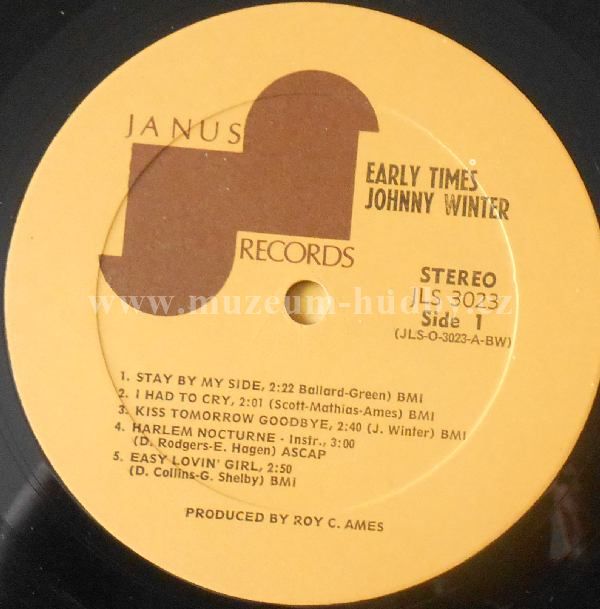 JANUS
RECORDS
EARLY TIMES
JOHNNY WINTER
STEREO
JLS 3023
Side 1
(JLS-O-3023-A-BW)
www.muzeum-hudby.cz
1. STAY BY MY SIDE, 2:22 Ballard-Green) BMI
2. I HAD TO CRY, 2:01 (Scott-Mathias-Ames) BMI
3. KISS TOMORROW GOODBYE, 2:40 (J. Winter) BMI
4. HARLEM NOCTURNE - Instr., 3:00
(D. Rodgers-E. Hagen) ASCAP
5. EASY LOVIN' GIRL, 2:50
(D. Collins-G. Shelby) BMI
PRODUCED BY ROY C. AMES